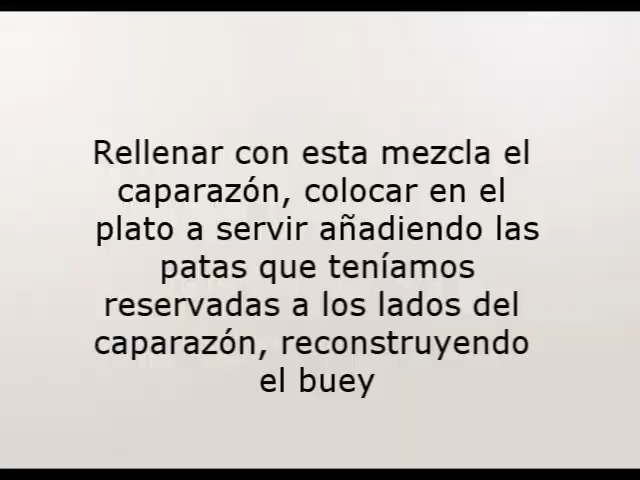 Rellenar con esta mezcla el
caparazón, colocar en el
plato a servir añadiendo las
patas que teníamos
reservadas a los lados del
caparazón, reconstruyendo
el buey